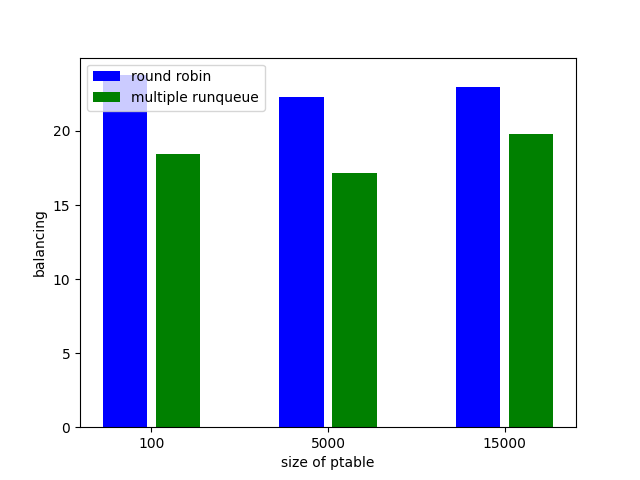 round robin
multiple runqueue
balancing
20
15
10
5
0
100 5000 15000
size of ptable